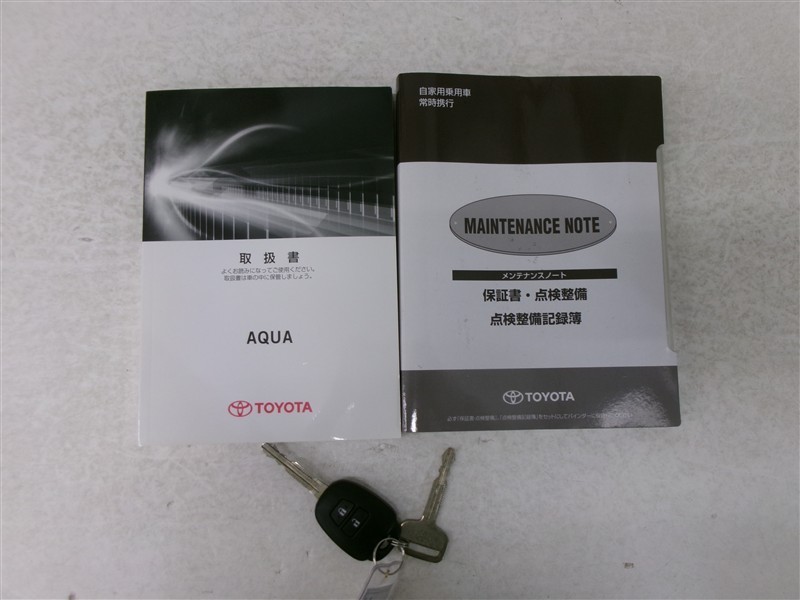 取扱書
よくお読みになってご使用ください。
取扱書は車の中に保管しましょう。
AQUA
TOYOTA
自家用乗用車
常時携行
MAINTENANCE NOTE
メンテナンスノート
保証書・点検整備
点検整備記録簿
TOYOTA